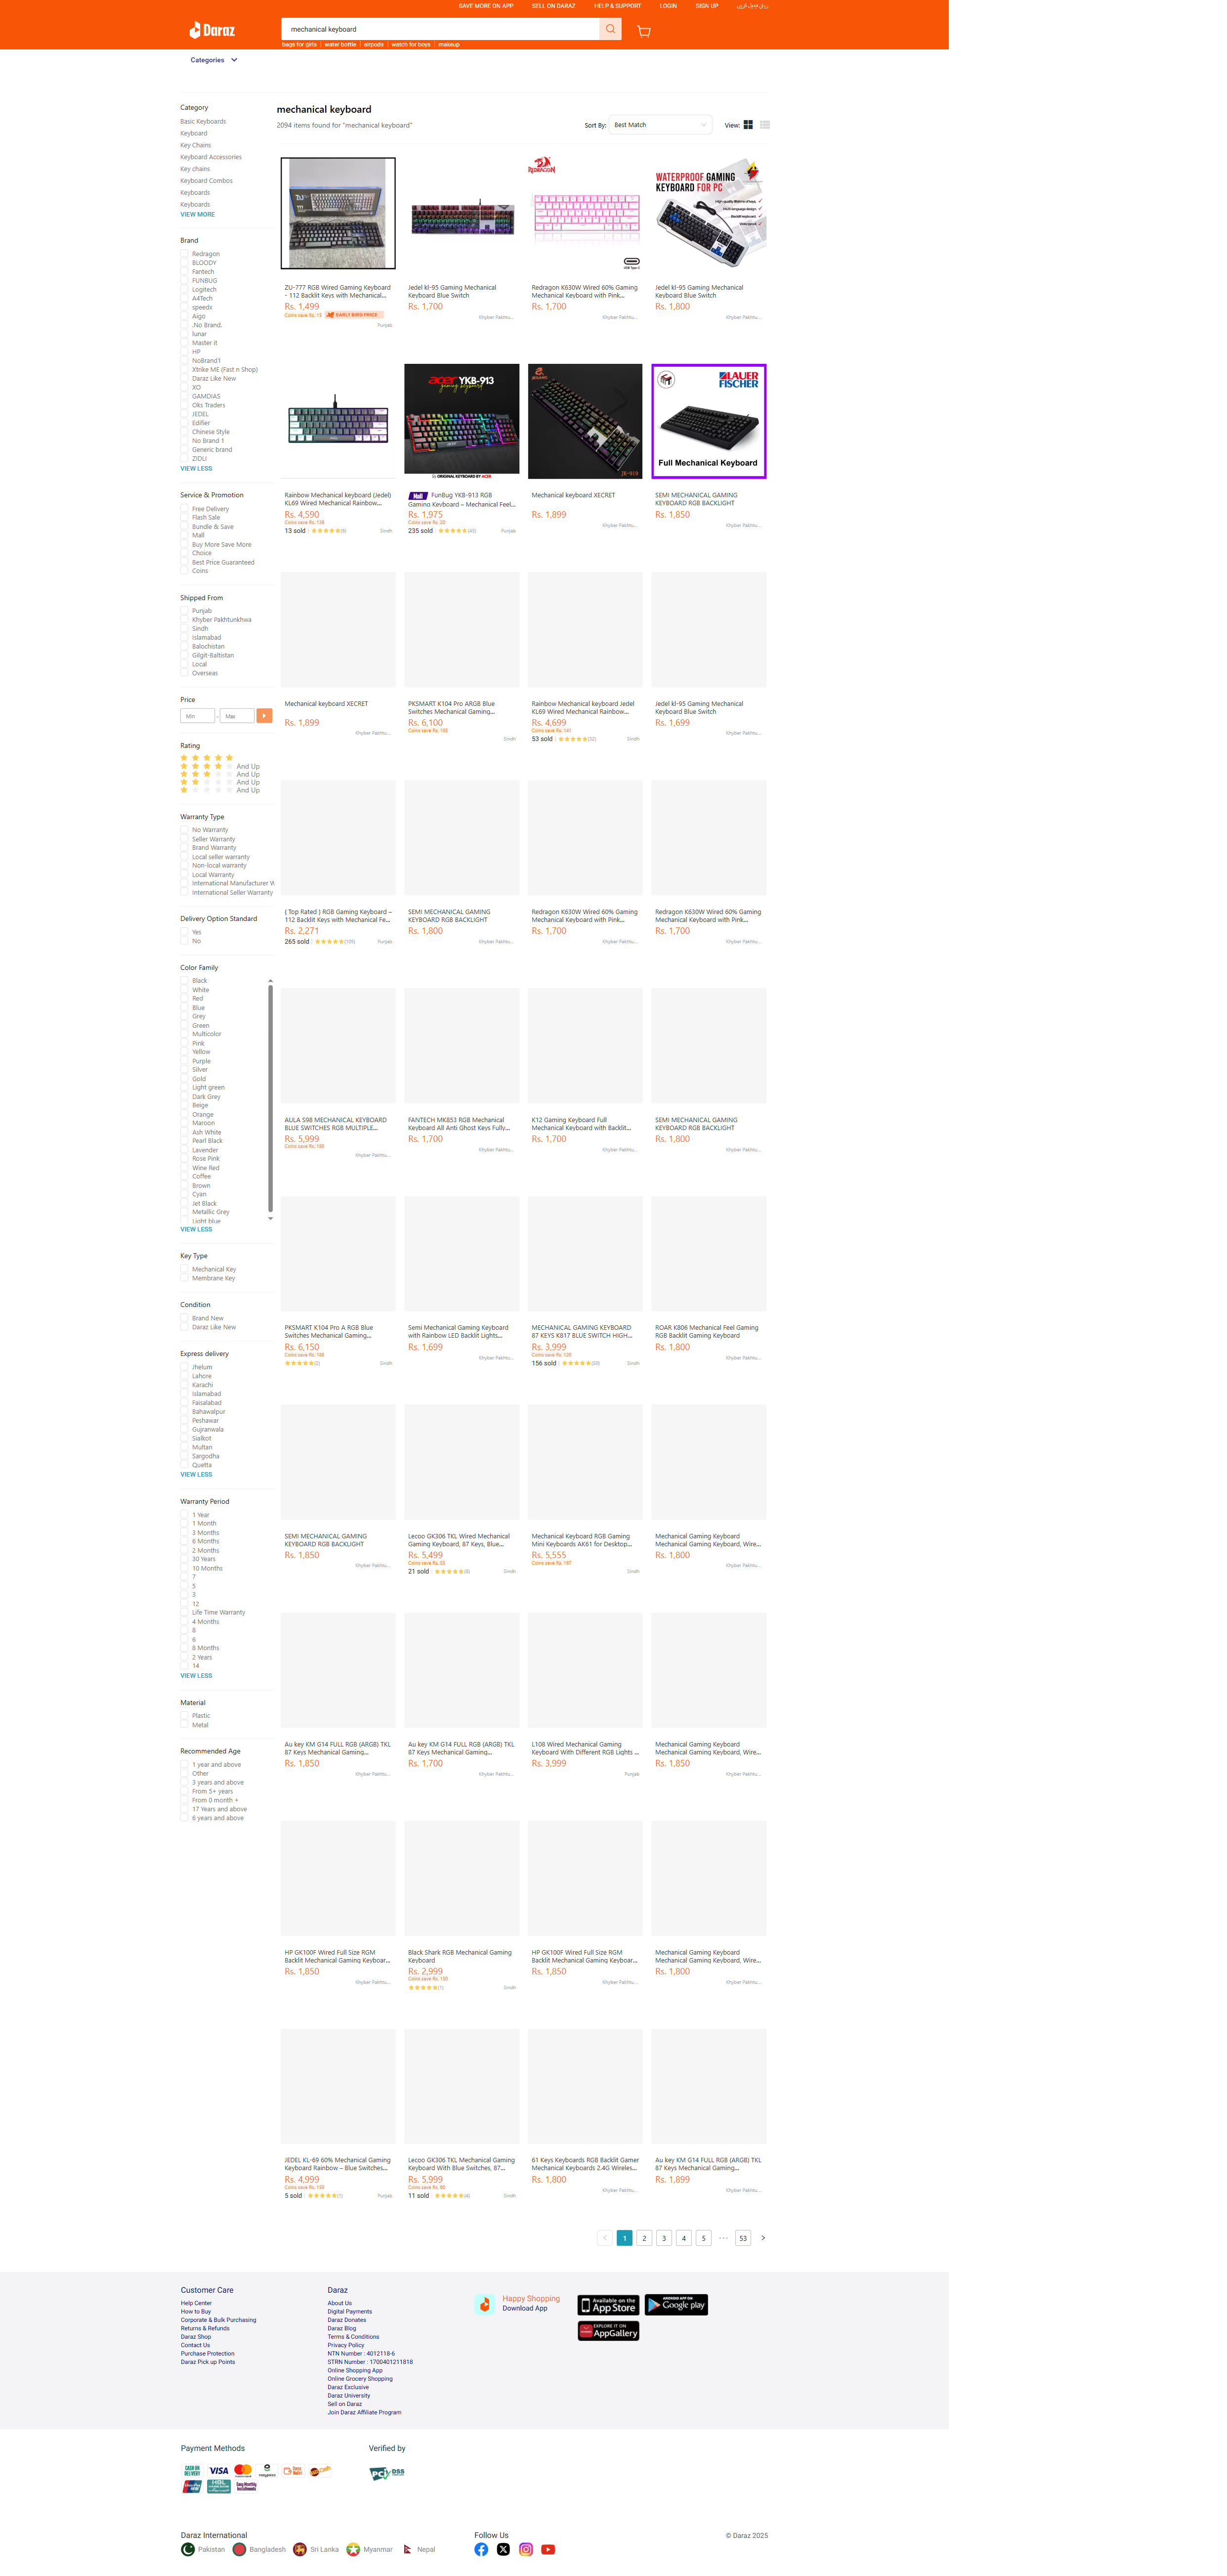 SAVE MORE ON APP
SELL ON DARAZ
HELP & SUPPORT
LOGIN
SIGN UP
Daraz
mechanical keyboard
bags for girls
water bottle
airpods
watch for boys
makeup
Categories
Category
Basic Keyboards
Keyboard
Key Chains
Keyboard Accessories
Key chains
Keyboard Combos
Keyboards
Keyboards
VIEW MORE
Brand
Redragon
BLOODY
Fantech
FUNBUG
Logitech
A4Tech
speedx
Aigo
.No Brand.
lunar
Master it
HP
NoBrand1
Xtrike ME (Fast n Shop)
Daraz Like New
XO
GAMDIAS
Oks Traders
JEDEL
Edifier
Chinese Style
No Brand 1
Generic brand
ZIDLI
VIEW LESS
Service & Promotion
Free Delivery
Flash Sale
Bundle & Save
Mall
Buy More Save More
Choice
Best Price Guaranteed
Coins
Shipped From
Punjab
Khyber Pakhtunkhwa
Sindh
Islamabad
Balochistan
Gilgit-Baltistan
Local
Overseas
Price
Min
-
Max
Rating
And Up
And Up
And Up
And Up
Warranty Type
No Warranty
Seller Warranty
Brand Warranty
Local seller warranty
Non-local warranty
Local Warranty
International Manufacturer W
International Seller Warranty
Delivery Option Standard
Yes
No
Color Family
Black
White
Red
Blue
Grey
Green
Multicolor
Pink
Yellow
Purple
Silver
Gold
Light green
Dark Grey
Beige
Orange
Maroon
Ash White
Pearl Black
Lavender
Rose Pink
Wine Red
Coffee
Brown
Cyan
Jet Black
Metallic Grey
Light blue
VIEW LESS
Key Type
Mechanical Key
Membrane Key
Condition
Brand New
Daraz Like New
Express delivery
Jhelum
Lahore
Karachi
Islamabad
Faisalabad
Bahawalpur
Peshawar
Gujranwala
Sialkot
Multan
Sargodha
Quetta
VIEW LESS
Warranty Period
1 Year
1 Month
3 Months
6 Months
2 Months
30 Years
10 Months
7
5
3
12
Life Time Warranty
4 Months
8
6
8 Months
2 Years
14
VIEW LESS
Material
Plastic
Metal
Recommended Age
1 year and above
Other
3 years and above
From 5+ years
From 0 month +
17 Years and above
6 years and above
mechanical keyboard
2094 items found for "mechanical keyboard"
Sort By:
Best Match
View:
ZU-777 RGB Wired Gaming Keyboard
- 112 Backlit Keys with Mechanical...
Rs. 1,499
Coins save Rs. 15
EARLY BIRD PRICE
Punjab
Jedel kl-95 Gaming Mechanical
Keyboard Blue Switch
Rs. 1,700
Khyber Pakhtu...
REDRAGON
USB Type-C
Redragon K630W Wired 60% Gaming
Mechanical Keyboard with Pink...
Rs. 1,700
Khyber Pakhtu...
WATERPROOF GAMING
KEYBOARD FOR PC
Jedel kl-95 Gaming Mechanical
Keyboard Blue Switch
Rs. 1,800
Khyber Pakhtu...
Rainbow Mechanical keyboard (Jedel)
KL69 Wired Mechanical Rainbow...
Rs. 4,590
Coins save Rs. 138
13 sold
(6)
Sindh
acer YKB-913
gaming keyboard
ORIGINAL KEYBOARD BY ACER
Mall FunBug YKB-913 RGB
Gaming Keyboard – Mechanical Feel...
Rs. 1,975
Coins save Rs. 20
235 sold
(45)
Punjab
JK-919
Mechanical keyboard XECRET
Rs. 1,899
Khyber Pakhtu...
LAUER
FISCHER
Full Mechanical Keyboard
SEMI MECHANICAL GAMING
KEYBOARD RGB BACKLIGHT
Rs. 1,850
Khyber Pakhtu...
Mechanical keyboard XECRET
Rs. 1,899
Khyber Pakhtu...
PKSMART K104 Pro ARGB Blue
Switches Mechanical Gaming...
Rs. 6,100
Coins save Rs. 183
Sindh
Rainbow Mechanical keyboard Jedel
KL69 Wired Mechanical Rainbow...
Rs. 4,699
Coins save Rs. 141
53 sold
(32)
Sindh
Jedel kl-95 Gaming Mechanical
Keyboard Blue Switch
Rs. 1,699
Khyber Pakhtu...
( Top Rated ) RGB Gaming Keyboard –
112 Backlit Keys with Mechanical Fe...
Rs. 2,271
265 sold
(105)
Punjab
SEMI MECHANICAL GAMING
KEYBOARD RGB BACKLIGHT
Rs. 1,800
Khyber Pakhtu...
Redragon K630W Wired 60% Gaming
Mechanical Keyboard with Pink...
Rs. 1,700
Khyber Pakhtu...
Redragon K630W Wired 60% Gaming
Mechanical Keyboard with Pink...
Rs. 1,700
Khyber Pakhtu...
AULA S98 MECHANICAL KEYBOARD
BLUE SWITCHES RGB MULTIPLE...
Rs. 5,999
Coins save Rs. 180
Khyber Pakhtu...
FANTECH MK853 RGB Mechanical
Keyboard All Anti Ghost Keys Fully...
Rs. 1,700
Khyber Pakhtu...
K12 Gaming Keyboard Full
Mechanical Keyboard with Backlit...
Rs. 1,700
Khyber Pakhtu...
SEMI MECHANICAL GAMING
KEYBOARD RGB BACKLIGHT
Rs. 1,800
Khyber Pakhtu...
PKSMART K104 Pro A RGB Blue
Switches Mechanical Gaming...
Rs. 6,150
Coins save Rs. 185
(2)
Sindh
Semi Mechanical Gaming Keyboard
with Rainbow LED Backlit Lights...
Rs. 1,699
Khyber Pakhtu...
MECHANICAL GAMING KEYBOARD
87 KEYS K817 BLUE SWITCH HIGH...
Rs. 3,999
Coins save Rs. 120
156 sold
(53)
Sindh
ROAR K806 Mechanical Feel Gaming
RGB Backlit Gaming Keyboard
Rs. 1,800
Khyber Pakhtu...
SEMI MECHANICAL GAMING
KEYBOARD RGB BACKLIGHT
Rs. 1,850
Khyber Pakhtu...
Lecoo GK306 TKL Wired Mechanical
Gaming Keyboard, 87 Keys, Blue...
Rs. 5,499
Coins save Rs. 55
21 sold
(8)
Sindh
Mechanical Keyboard RGB Gaming
Mini Keyboards AK61 for Desktop...
Rs. 5,555
Coins save Rs. 167
Sindh
Mechanical Gaming Keyboard
Mechanical Gaming Keyboard, Wire...
Rs. 1,800
Khyber Pakhtu...
Au key KM G14 FULL RGB (ARGB) TKL
87 Keys Mechanical Gaming...
Rs. 1,850
Khyber Pakhtu...
Au key KM G14 FULL RGB (ARGB) TKL
87 Keys Mechanical Gaming...
Rs. 1,700
Khyber Pakhtu...
L108 Wired Mechanical Gaming
Keyboard With Different RGB Lights ...
Rs. 3,999
Punjab
Mechanical Gaming Keyboard
Mechanical Gaming Keyboard, Wire...
Rs. 1,850
Khyber Pakhtu...
HP GK100F Wired Full Size RGM
Backlit Mechanical Gaming Keyboar...
Rs. 1,850
Khyber Pakhtu...
Black Shark RGB Mechanical Gaming
Keyboard
Rs. 2,999
Coins save Rs. 150
(1)
Sindh
HP GK100F Wired Full Size RGM
Backlit Mechanical Gaming Keyboar...
Rs. 1,850
Khyber Pakhtu...
Mechanical Gaming Keyboard
Mechanical Gaming Keyboard, Wire...
Rs. 1,800
Khyber Pakhtu...
JEDEL KL-69 60% Mechanical Gaming
Keyboard Rainbow – Blue Switches...
Rs. 4,999
Coins save Rs. 150
5 sold
(1)
Punjab
Lecoo GK306 TKL Mechanical Gaming
Keyboard With Blue Switches, 87...
Rs. 5,999
Coins save Rs. 60
11 sold
(4)
Sindh
61 Keys Keyboards RGB Backlit Gamer
Mechanical Keyboards 2.4G Wireles...
Rs. 1,800
Khyber Pakhtu...
Au key KM G14 FULL RGB (ARGB) TKL
87 Keys Mechanical Gaming...
Rs. 1,899
Khyber Pakhtu...
1
2
3
4
5
•••
53
Customer Care
Help Center
How to Buy
Corporate & Bulk Purchasing
Returns & Refunds
Daraz Shop
Contact Us
Purchase Protection
Daraz Pick up Points
Daraz
About Us
Digital Payments
Daraz Donates
Daraz Blog
Terms & Conditions
Privacy Policy
NTN Number : 4012118-6
STRN Number : 1700401211818
Online Shopping App
Online Grocery Shopping
Daraz Exclusive
Daraz University
Sell on Daraz
Join Daraz Affiliate Program
Happy Shopping
Download App
Available on the
App Store
ANDROID APP ON
Google play
EXPLORE IT ON
AppGallery
Payment Methods
CASH ON
DELIVERY
VISA
HBL
Easy Monthly
Installments
Verified by
PCI DSS
Daraz International
Pakistan
Bangladesh
Sri Lanka
Myanmar
Nepal
Follow Us
© Daraz 2025